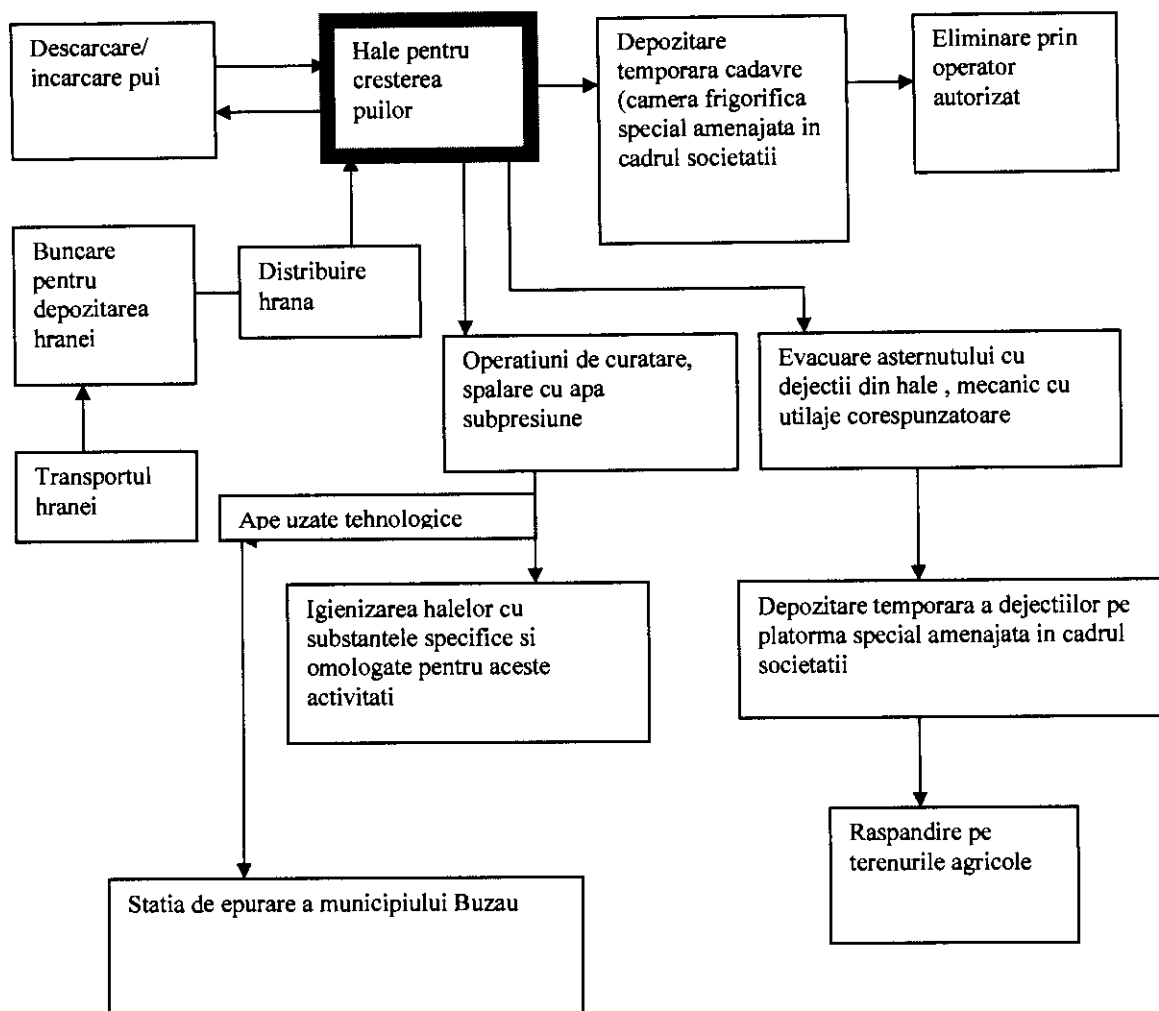 Descarcare/
incarcare pui
Hale pentru
cresterea
puilor
Depozitare
temporara cadavre
(camera frigorifica
special amenajata in
cadrul societatii
Eliminare prin
operator
autorizat
Buncare
pentru
depozitarea
hranei
Distribuire
hrana
Operatiuni de curatare,
spalare cu apa
subpresiune
Evacuare asternutului cu
dejectii din hale , mecanic cu
utilaje corespunzatoare
Transportul
hranei
Ape uzate tehnologice
Igienizarea halelor cu
substantele specifice si
omologate pentru aceste
activitati
Depozitare temporara a dejectiilor pe
platorma special amenajata in cadrul
societatii
Raspandire pe
terenurile agricole
Statia de epurare a municipiului Buzau